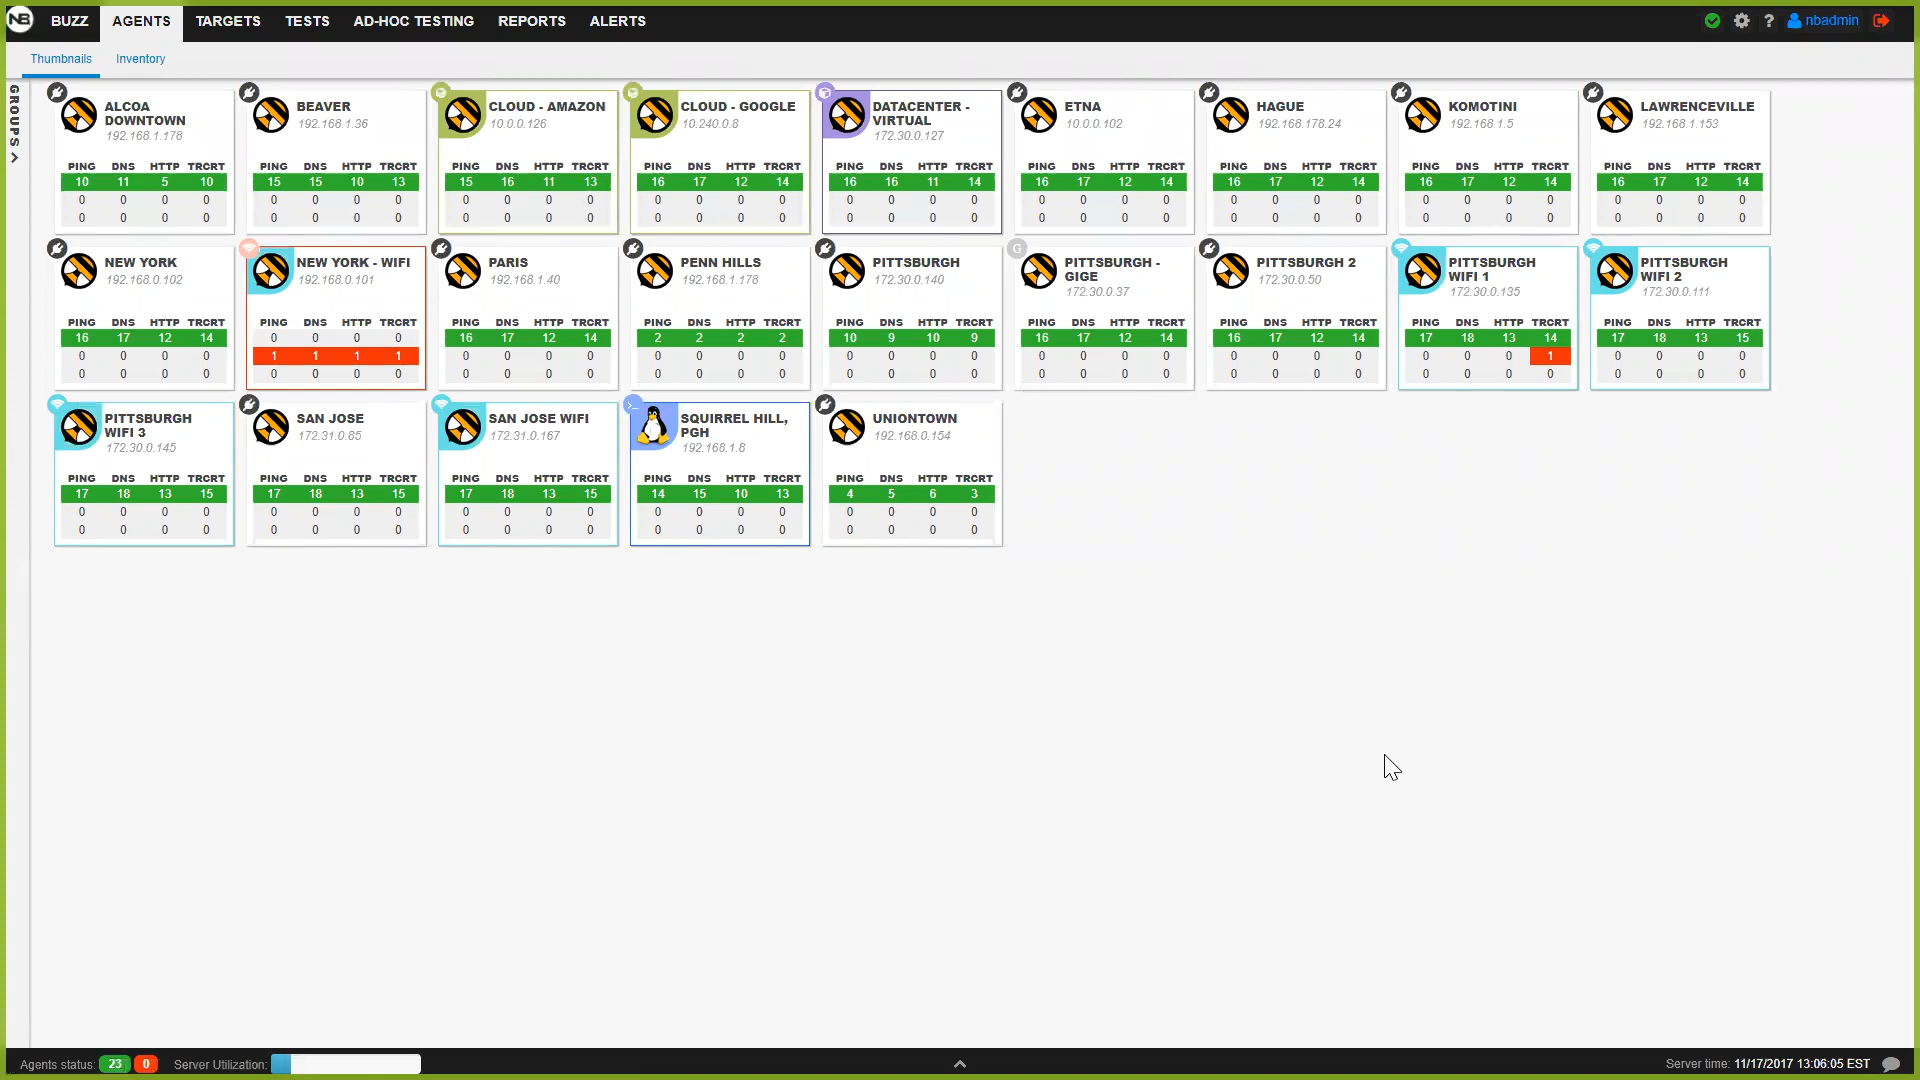 NB BUZZ AGENTS TARGETS TESTS AD-HOC TESTING REPORTS ALERTS ? nbadmin
Thumbnails Inventory
GROUPS
ALCOA DOWNTOWN
192.168.1.178
PING DNS HTTP TRCRT
10 11 5 10
0 0 0 0
0 0 0 0
BEAVER
192.168.1.36
PING DNS HTTP TRCRT
15 15 10 13
0 0 0 0
0 0 0 0
CLOUD - AMAZON
10.0.0.126
PING DNS HTTP TRCRT
15 16 11 13
0 0 0 0
0 0 0 0
CLOUD - GOOGLE
10.240.0.8
PING DNS HTTP TRCRT
16 17 12 14
0 0 0 0
0 0 0 0
DATACENTER -
VIRTUAL
172.30.0.127
PING DNS HTTP TRCRT
16 16 11 14
0 0 0 0
0 0 0 0
ETNA
10.0.0.102
PING DNS HTTP TRCRT
16 17 12 14
0 0 0 0
0 0 0 0
HAGUE
192.168.178.24
PING DNS HTTP TRCRT
16 17 12 14
0 0 0 0
0 0 0 0
KOMOTINI
192.168.1.5
PING DNS HTTP TRCRT
16 17 12 14
0 0 0 0
0 0 0 0
LAWRENCEVILLE
192.168.1.153
PING DNS HTTP TRCRT
16 17 12 14
0 0 0 0
0 0 0 0
NEW YORK
192.168.0.102
PING DNS HTTP TRCRT
16 17 12 14
0 0 0 0
0 0 0 0
NEW YORK - WIFI
192.168.0.101
PING DNS HTTP TRCRT
0 0 0 0
1 1 1 1
0 0 0 0
PARIS
192.168.1.40
PING DNS HTTP TRCRT
16 17 12 14
0 0 0 0
0 0 0 0
PENN HILLS
192.168.1.178
PING DNS HTTP TRCRT
2 2 2 2
0 0 0 0
0 0 0 0
PITTSBURGH
172.30.0.140
PING DNS HTTP TRCRT
10 9 10 9
0 0 0 0
0 0 0 0
G
PITTSBURGH -
GIGE
172.30.0.37
PING DNS HTTP TRCRT
16 17 12 14
0 0 0 0
0 0 0 0
PITTSBURGH 2
172.30.0.50
PING DNS HTTP TRCRT
16 17 12 14
0 0 0 0
0 0 0 0
PITTSBURGH
WIFI 1
172.30.0.135
PING DNS HTTP TRCRT
17 18 13 14
0 0 0 1
0 0 0 0
PITTSBURGH
WIFI 2
172.30.0.111
PING DNS HTTP TRCRT
17 18 13 15
0 0 0 0
0 0 0 0
PITTSBURGH
WIFI 3
172.30.0.145
PING DNS HTTP TRCRT
17 18 13 15
0 0 0 0
0 0 0 0
SAN JOSE
172.31.0.85
PING DNS HTTP TRCRT
17 18 13 15
0 0 0 0
0 0 0 0
SAN JOSE WIFI
172.31.0.167
PING DNS HTTP TRCRT
17 18 13 15
0 0 0 0
0 0 0 0
SQUIRREL HILL,
PGH
192.168.1.8
PING DNS HTTP TRCRT
14 15 10 13
0 0 0 0
0 0 0 0
UNIONTOWN
192.168.0.154
PING DNS HTTP TRCRT
4 5 6 3
0 0 0 0
0 0 0 0
Agents status: 23 0 Server Utilization: Server time: 11/17/2017 13:06:05 EST